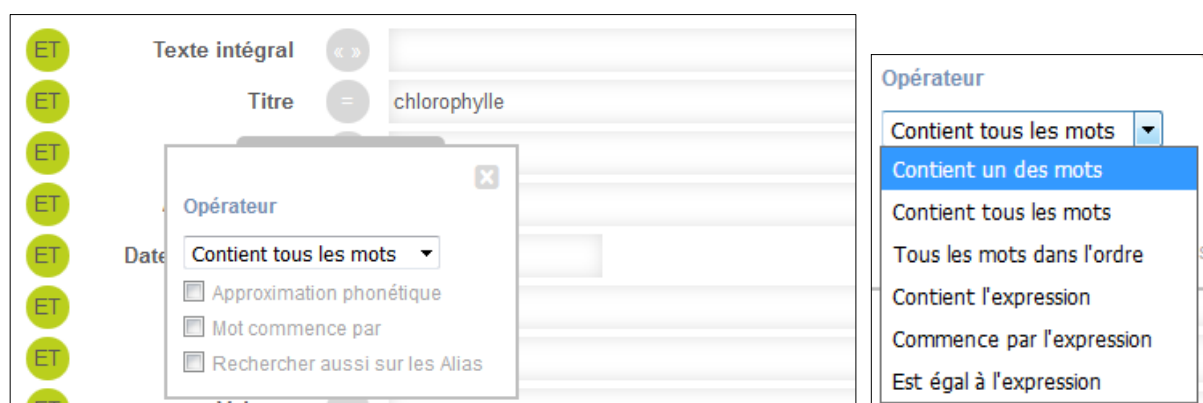 ET Texte intégral « »
ET Titre = chlorophylle
ET
ET
Opérateur
ET Date Contient tous les mots
Approximation phonétique
ET
Mot commence par
ET Rechercher aussi sur les Alias
ET
Opérateur
Contient tous les mots
Contient un des mots
Contient tous les mots
Tous les mots dans l'ordre
Contient l'expression
Commence par l'expression
Est égal à l'expression